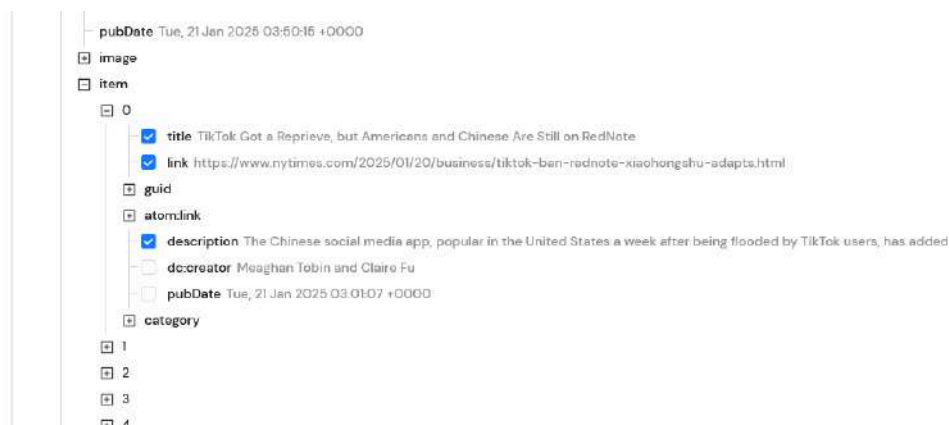 pubDate Tue, 21 Jan 2025 03:50:15 +0000
image
item
0
title TikTok Got a Reprieve, but Americans and Chinese Are Still on RedNote
link https://www.nytimes.com/2025/01/20/business/tiktok-ban-rednote-xiaohongshu-adapts.html
guid
atom:link
description The Chinese social media app, popular in the United States a week after being flooded by TikTok users, has added
dc:creator Meaghan Tobin and Claire Fu
pubDate Tue, 21 Jan 2025 03:01:07 +0000
category
1
2
3
4